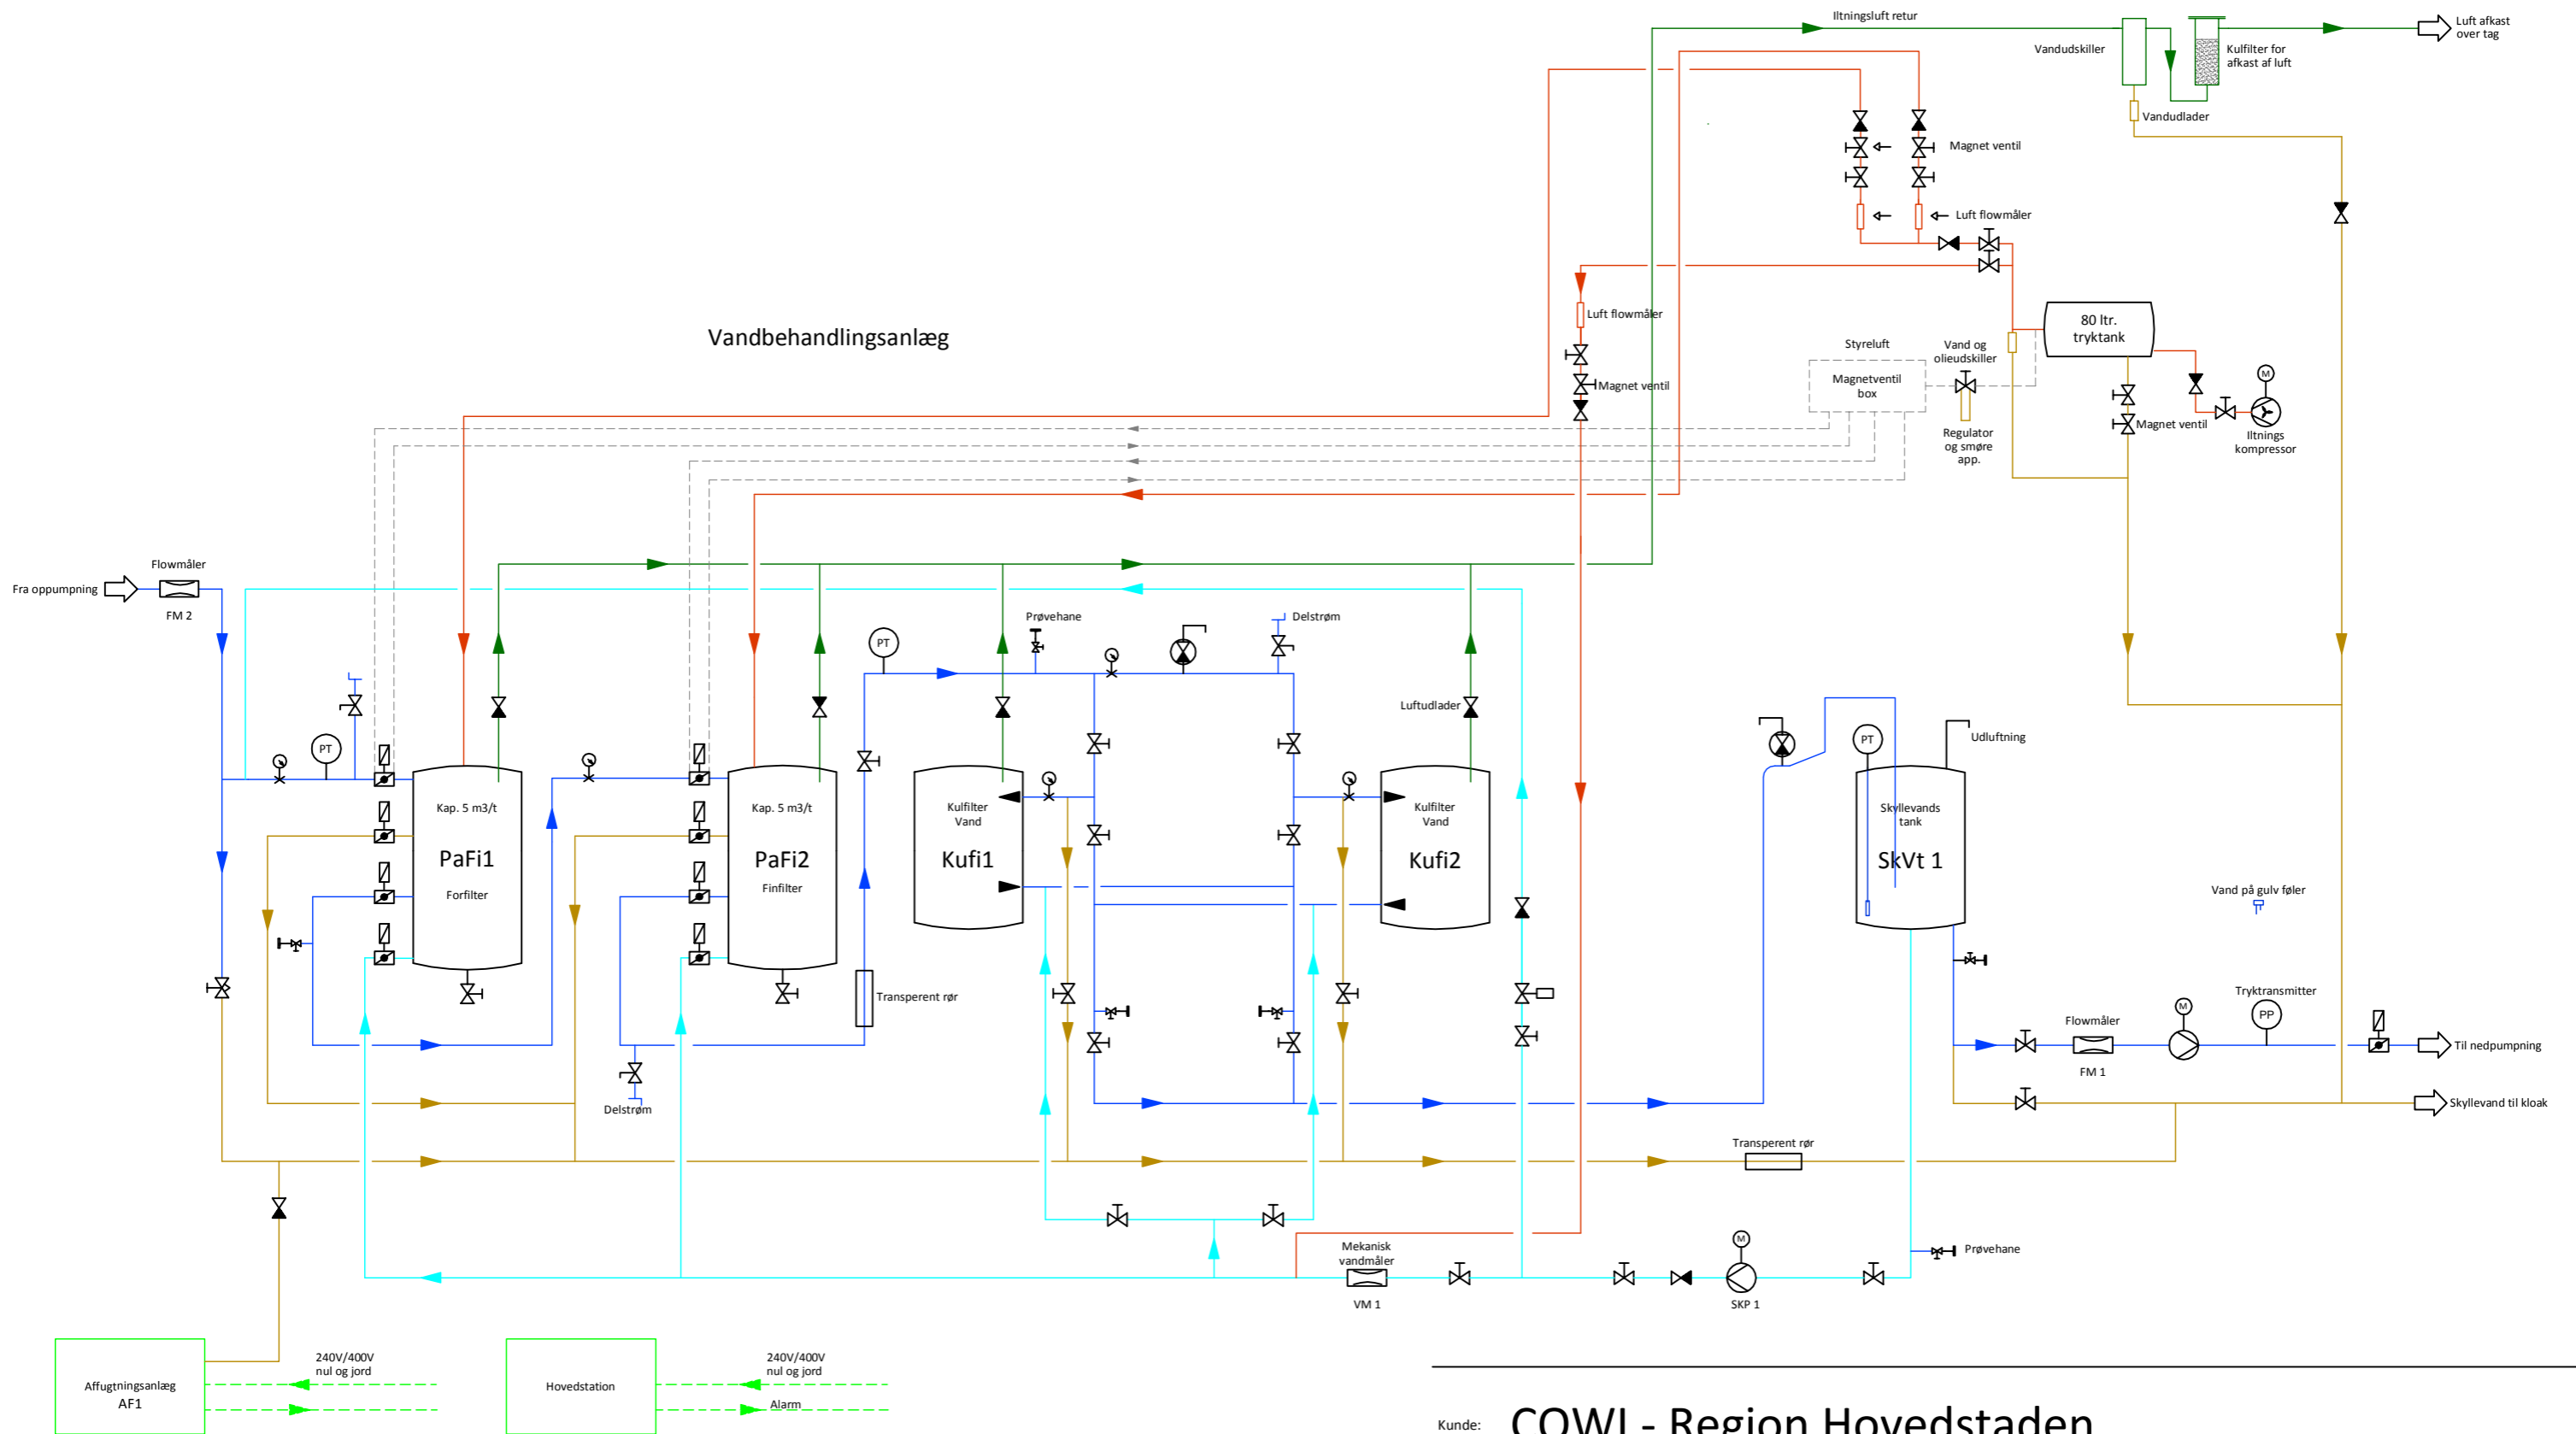 Iltningsluft retur
Luft afkast
over tag
Vandudskiller
Kulfilter for
afkast af luft
Vandudlader
Magnet ventil
Luft flowmåler
Luft flowmåler
80 ltr.
tryktank
Vandbehandlingsanlæg
Styreluft
Vand og
olieudskiller
Magnetventil
box
Magnet ventil
M
Magnet ventil
Regulator
og smøre
app.
Iltnings
kompressor
Flowmåler
Fra oppumpning
FM 2
Prøvehane
Delstrøm
PT
Luftudlader
PT
PT
Udluftning
Kap. 5 m3/t
PaFi1
Forfilter
Kap. 5 m3/t
PaFi2
Finfilter
Kulfilter
Vand
Kufi1
Kulfilter
Vand
Kufi2
Skyllevands
tank
SkVt 1
Vand på gulv føler
Transperent rør
Tryktransmitter
M
PP
Flowmåler
FM 1
Til nedpumpning
Delstrøm
Skyllevand til kloak
Transperent rør
M
Mekanisk
vandmåler
VM 1
SKP 1
Prøvehane
240V/400V
nul og jord
Affugtningsanlæg
AF1
240V/400V
nul og jord
Hovedstation
Alarm
Kunde: COWI - Region Hovedstaden